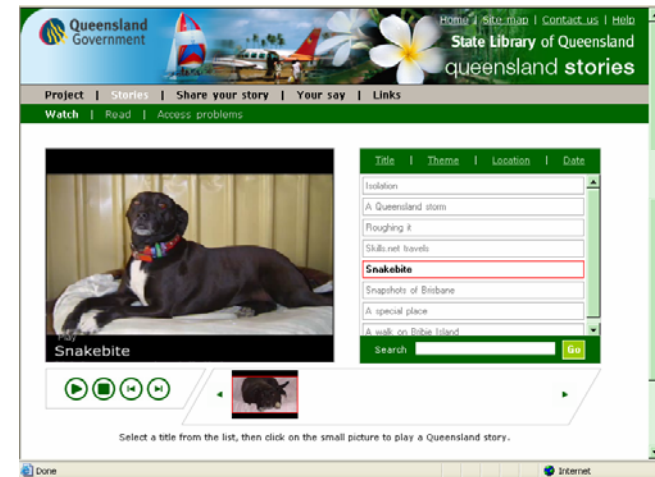 Queensland
Government
Home | Site map | Contact us | Help
State Library of Queensland
queensland stories
Project | Stories | Share your story | Your say | Links
Watch | Read | Access problems
Title | Theme | Location | Date
Isolation
A Queensland storm
Roughing it
Skills.net travels
Snakebite
Snapshots of Brisbane
A special place
A walk on Bribie Island
Play
Snakebite
Search
Go
Select a title from the list, then click on the small picture to play a Queensland story.
Done
Internet